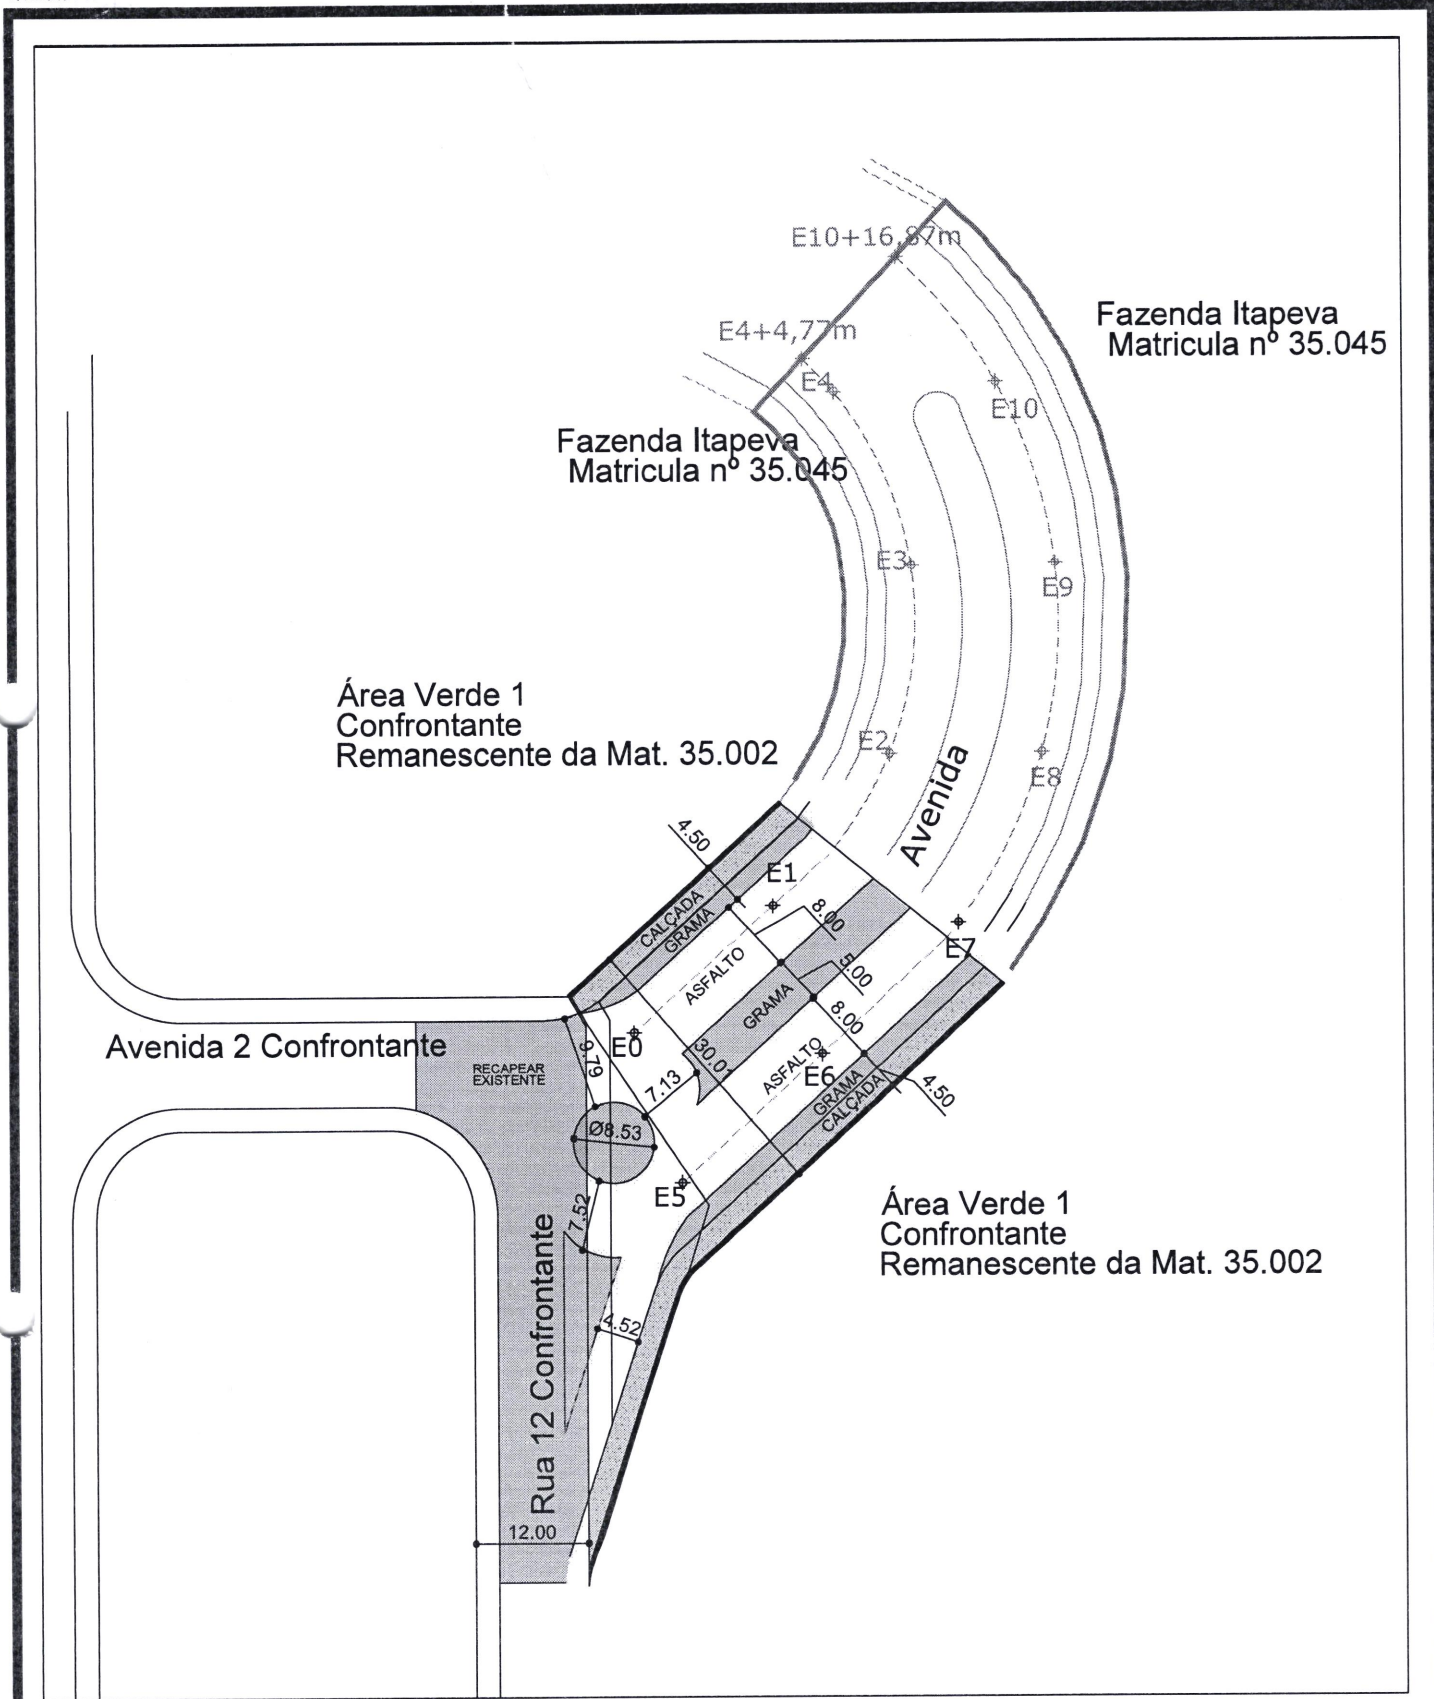 E10+16,87m
Fazenda Itapeva
Matricula nº 35.045
E4+4,77m
E4
E10
Fazenda Itapeva
Matricula nº 35.045
E3
E9
Área Verde 1
Confrontante
Remanescente da Mat. 35.002
E2
E8
Avenida
4.50
E1
CALÇADA
GRAMA
8.00
E7
ASFALTO
5.00
GRAMA
8.00
Avenida 2 Confrontante
E0
9.79
30.01
ASFALTO
E6
RECAPEAR
EXISTENTE
7.13
GRAMA
CALÇADA
4.50
Ø8.53
E5
7.52
Área Verde 1
Confrontante
Remanescente da Mat. 35.002
Rua 12 Confrontante
4.52
12.00